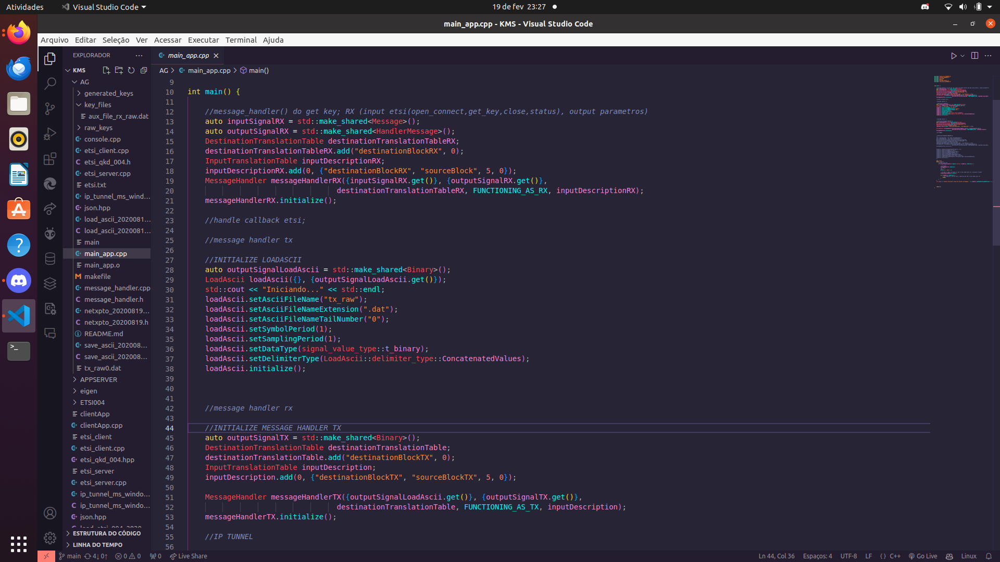 Atividades
Visual Studio Code
19 de fev 23:27
main_app.cpp - KMS - Visual Studio Code
Arquivo Editar Seleção Ver Acessar Executar Terminal Ajuda
EXPLORADOR
KMS
AG
generated_keys
key_files
aux_file_rx_raw.dat
raw_keys
console.cpp
etsi_client.cpp
etsi_qkd_004.h
etsi_server.cpp
etsi.txt
ip_tunnel_ms_wind...
json.hpp
load_ascii_2020081...
load_ascii_2020081...
main
main_app.cpp
main_app.o
makefile
message_handler.cpp
message_handler.h
netxpto_20200819...
netxpto_20200819.h
README.md
save_ascii_202008...
save_ascii_202008...
tx_raw0.dat
APPSERVER
eigen
ETSI004
clientApp
clientApp.cpp
etsi_client
etsi_client.cpp
etsi_qkd_004.hpp
etsi_server
etsi_server.cpp
ip_tunnel_ms_windo...
ip_tunnel_ms_windo...
json.hpp
ESTRUTURA DO CÓDIGO
LINHA DO TEMPO
main_app.cpp
AG > main_app.cpp > main()
9
10 int main() {
11
12 //message_handler() do get key; RX (input etsi(open_connect,get_key,close,status), output parametros)
13 auto inputSignalRX = std::make_shared<Message>();
14 auto outputSignalRX = std::make_shared<HandlerMessage>();
15 DestinationTranslationTable destinationTranslationTableRX;
16 destinationTranslationTableRX.add("destinationBlockRX", 0);
17 InputTranslationTable inputDescriptionRX;
18 inputDescriptionRX.add(0, {"destinationBlockRX", "sourceBlock", 5, 0});
19 MessageHandler messageHandlerRX({inputSignalRX.get()}, {outputSignalRX.get()},
20 destinationTranslationTableRX, FUNCTIONING_AS_RX, inputDescriptionRX);
21 messageHandlerRX.initialize();
22
23 //handle callback etsi;
24
25 //message handler tx
26
27 //INITIALIZE LOADASCII
28 auto outputSignalLoadAscii = std::make_shared<Binary>();
29 LoadAscii loadAscii({}, {outputSignalLoadAscii.get()});
30 std::cout << "Iniciando..." << std::endl;
31 loadAscii.setAsciiFileName("tx_raw");
32 loadAscii.setAsciiFileNameExtension(".dat");
33 loadAscii.setAsciiFileNameTailNumber("0");
34 loadAscii.setSymbolPeriod(1);
35 loadAscii.setSamplingPeriod(1);
36 loadAscii.setDataType(signal_value_type::t_binary);
37 loadAscii.setDelimiterType(LoadAscii::delimiter_type::ConcatenatedValues);
38 loadAscii.initialize();
39
40
41
42 //message handler rx
43
44 //INITIALIZE MESSAGE HANDLER TX
45 auto outputSignalTX = std::make_shared<Binary>();
46 DestinationTranslationTable destinationTranslationTable;
47 destinationTranslationTable.add("destinationBlockTX", 0);
48 InputTranslationTable inputDescription;
49 inputDescription.add(0, {"destinationBlockTX", "sourceBlockTX", 5, 0});
50
51 MessageHandler messageHandlerTX({outputSignalLoadAscii.get()}, {outputSignalTX.get()},
52 destinationTranslationTable, FUNCTIONING_AS_TX, inputDescription);
53 messageHandlerTX.initialize();
54
55 //IP TUNNEL
56
main 4↓ 0↑ 0 0 0 Live Share
Ln 44, Col 36 Espaços: 4 UTF-8 LF {} C++ Go Live Linux